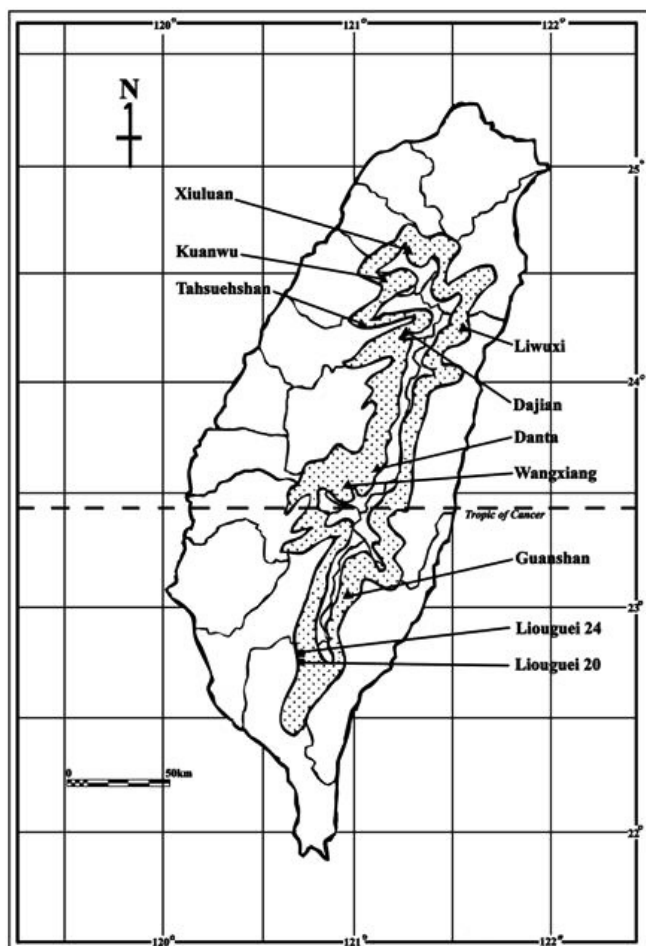 120° 121° 122°
N
25°
Xiuluan
Kuanwu
Tahsuehshan
Liwuxi
24°
Dajian
Danta
Wangxiang
Tropic of Cancer
Guanshan
23°
Liouguei 24
Liouguei 20
0 50km
22°
120° 121° 122°